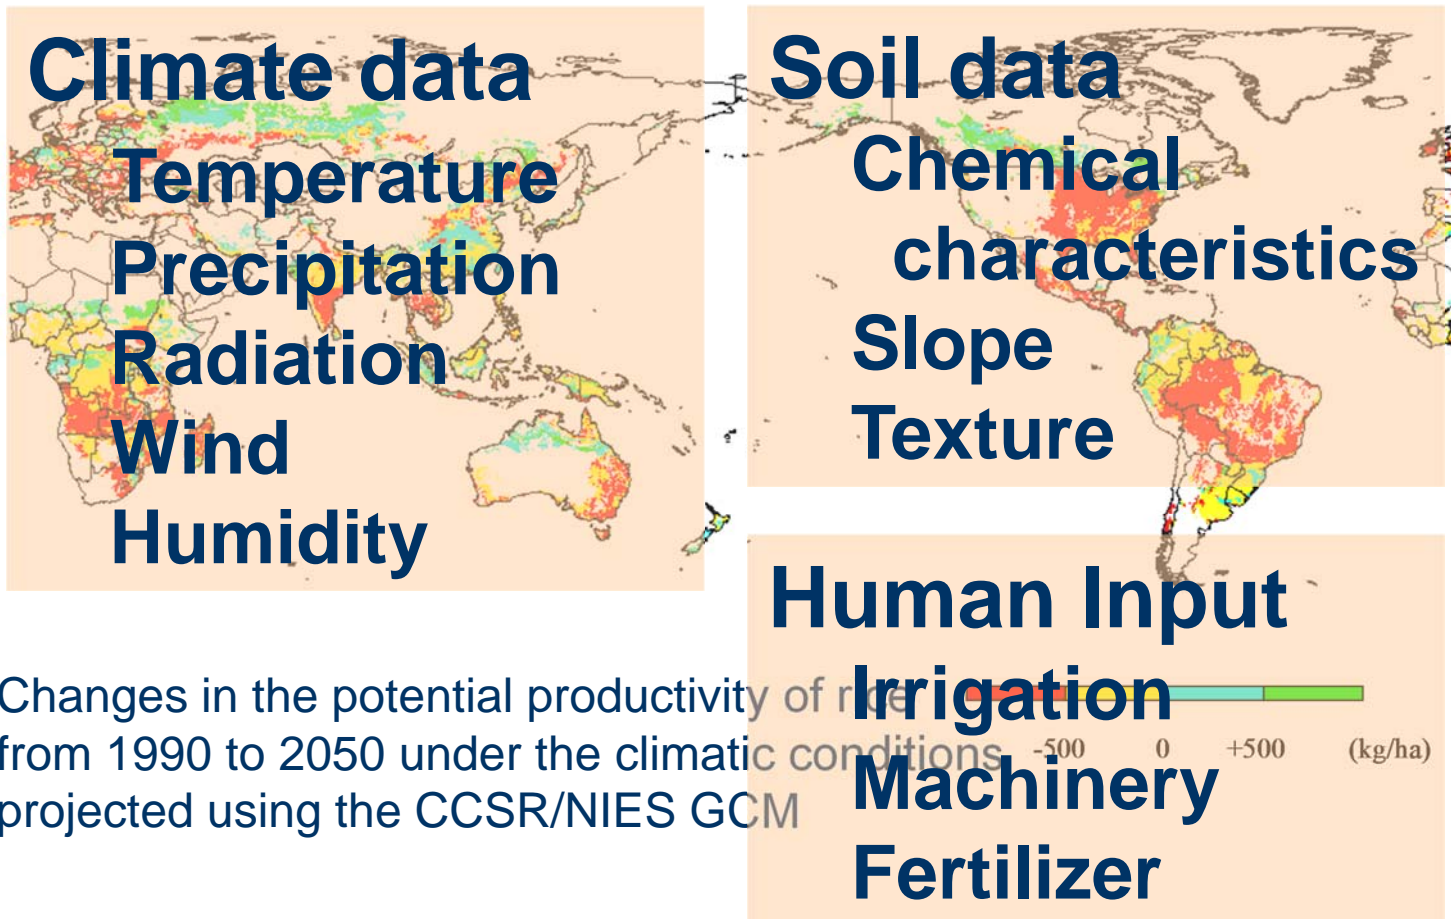 Climate data
Temperature
Precipitation
Radiation
Wind
Humidity
Soil data
Chemical
characteristics
Slope
Texture
Human Input
Irrigation
Machinery
Fertilizer
Changes in the potential productivity of rice
from 1990 to 2050 under the climatic conditions
projected using the CCSR/NIES GCM
-500 0 +500 (kg/ha)